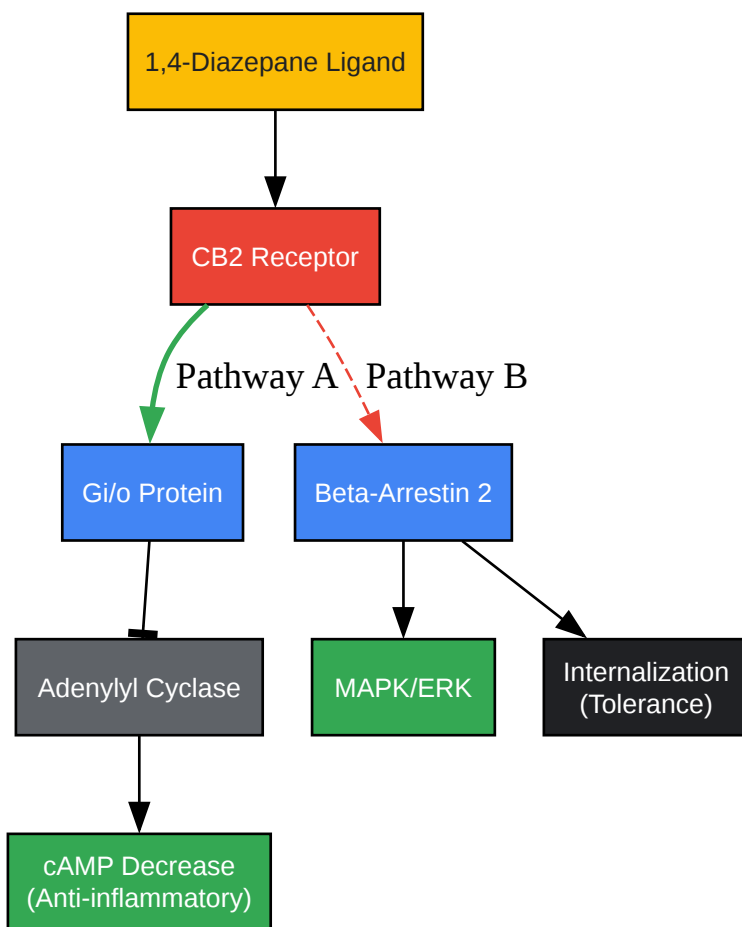 1,4-Diazepane Ligand
CB2 Receptor
Pathway A
Pathway B
Gi/o Protein
Beta-Arrestin 2
Adenylyl Cyclase
MAPK/ERK
Internalization
(Tolerance)
cAMP Decrease
(Anti-inflammatory)